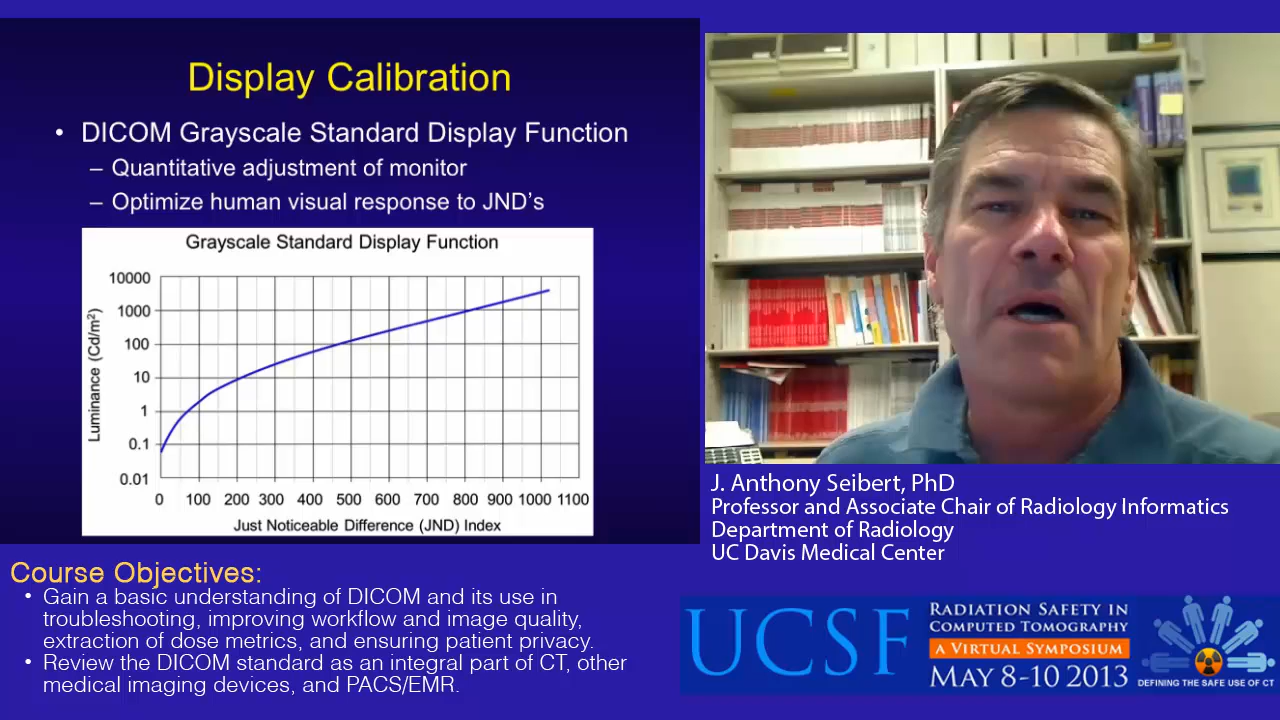 Display Calibration
• DICOM Grayscale Standard Display Function
– Quantitative adjustment of monitor
– Optimize human visual response to JND's
Grayscale Standard Display Function
Luminance (Cd/m²)
10000
1000
100
10
1
0.1
0.01
0 100 200 300 400 500 600 700 800 900 1000 1100
Just Noticeable Difference (JND) Index
J. Anthony Seibert, PhD
Professor and Associate Chair of Radiology Informatics
Department of Radiology
UC Davis Medical Center
Course Objectives:
• Gain a basic understanding of DICOM and its use in
troubleshooting, improving workflow and image quality,
extraction of dose metrics, and ensuring patient privacy.
• Review the DICOM standard as an integral part of CT, other
medical imaging devices, and PACS/EMR.
UCSF
RADIATION SAFETY IN
COMPUTED TOMOGRAPHY
A VIRTUAL SYMPOSIUM
MAY 8-10 2013
DEFINING THE SAFE USE OF CT